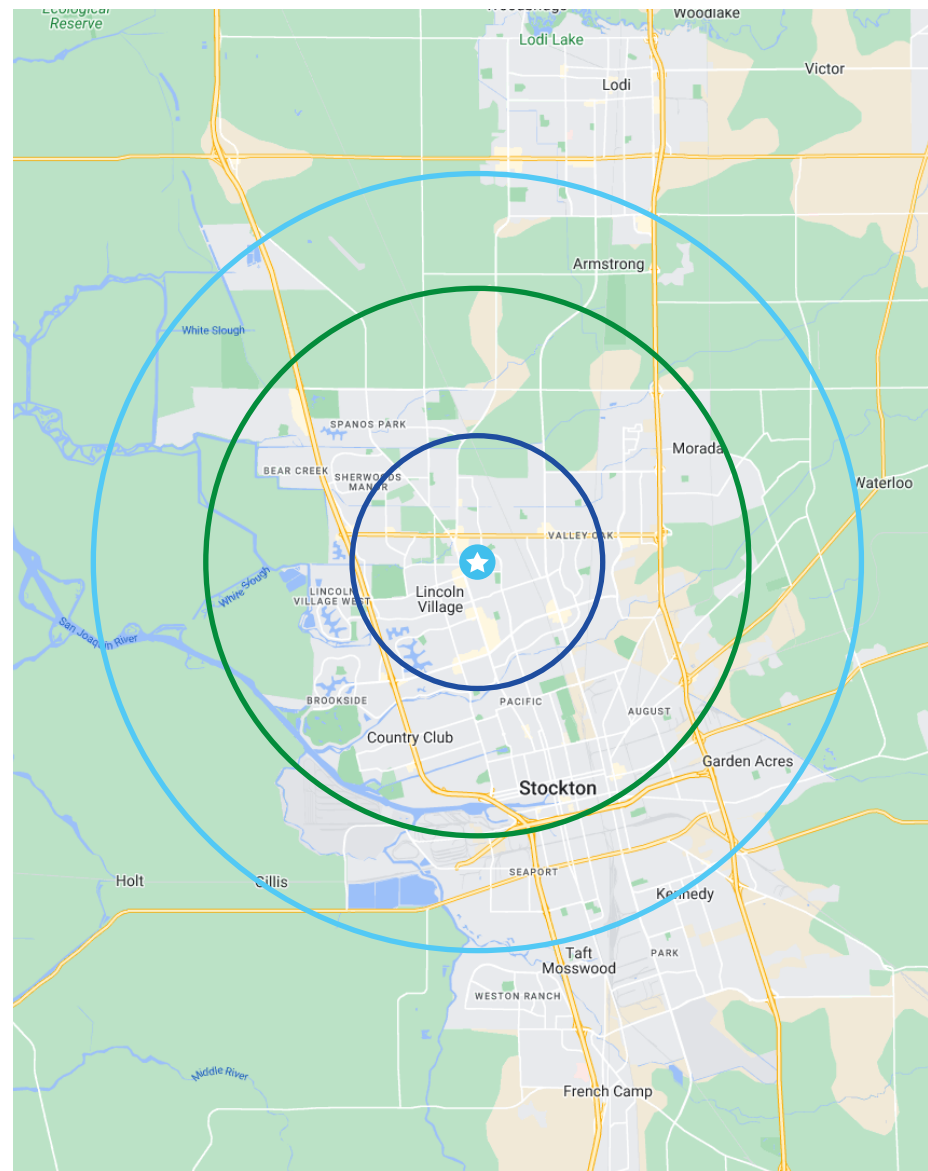 Ecological
Reserve
Woodbridge
Woodlake
Lodi Lake
Victor
Lodi
Armstrong
White Slough
SPANOS PARK
Morada
BEAR CREEK
SHERWOODS
MANOR
Waterloo
VALLEY OAK
White Slough
LINCOLN
VILLAGE WEST
Lincoln
Village
San Joaquin River
BROOKSIDE
PACIFIC
AUGUST
Country Club
Garden Acres
Stockton
SEAPORT
Holt
Gillis
Kennedy
Taft
Mosswood
PARK
WESTON RANCH
Middle River
French Camp